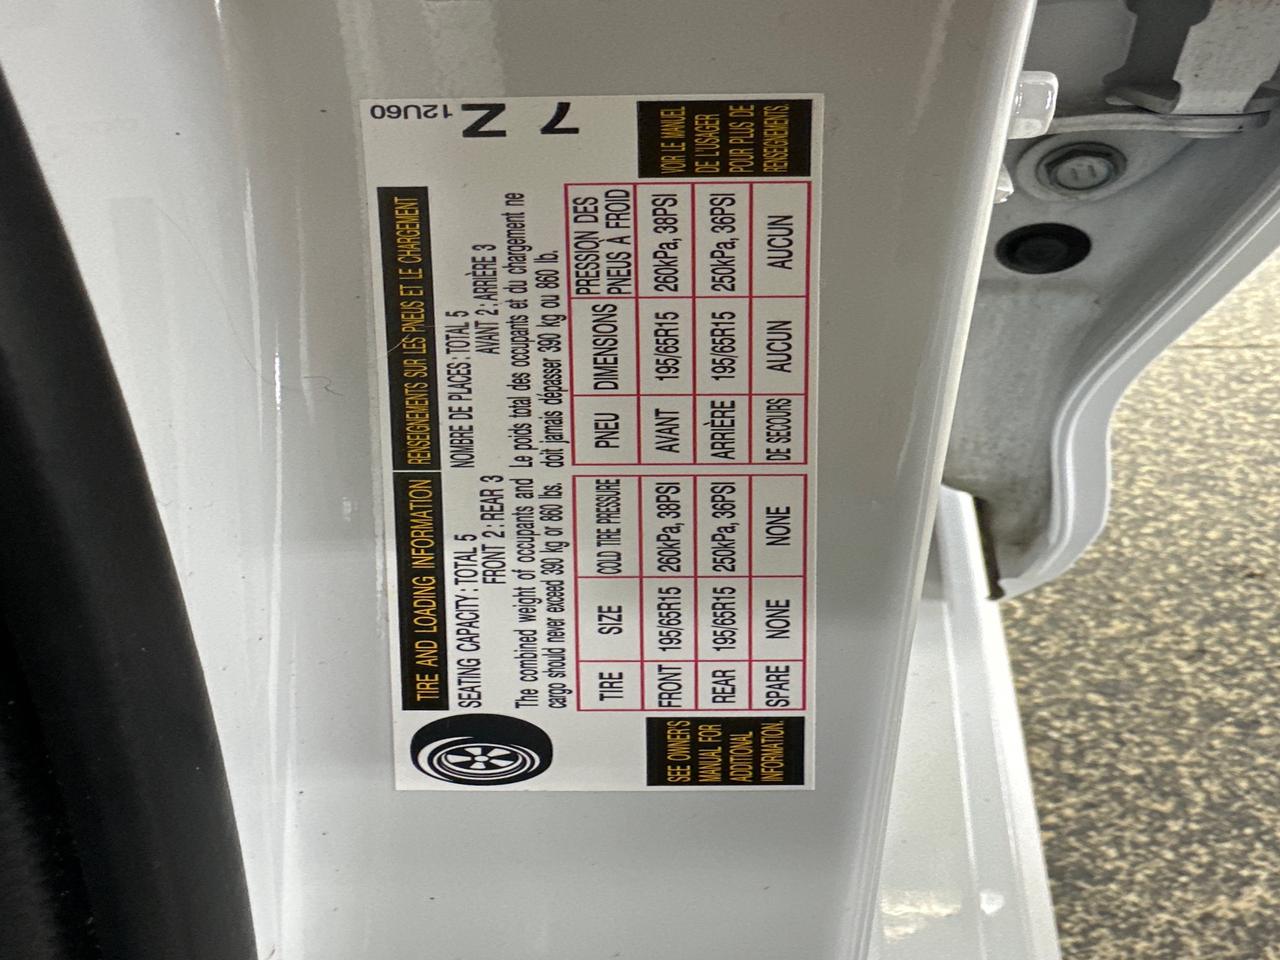 TIRE AND LOADING INFORMATION
RENSEIGNEMENTS SUR LES PNEUS ET LE CHARGEMENT
12U60
Z
7
SEATING CAPACITY : TOTAL 5
FRONT 2 : REAR 3
NOMBRE DE PLACES : TOTAL 5
AVANT 2 : ARRIÈRE 3
The combined weight of occupants and
cargo should never exceed 390 kg or 860 lbs.
Le poids total des occupants et du chargement ne
doit jamais dépasser 390 kg ou 860 lb.
TIRE SIZE COLD TIRE PRESSURE
FRONT 195/65R15 260kPa, 38PSI
REAR 195/65R15 250kPa, 36PSI
SPARE NONE NONE
PNEU DIMENSIONS PRESSION DES
PNEUS À FROID
AVANT 195/65R15 260kPa, 38PSI
ARRIÈRE 195/65R15 250kPa, 36PSI
DE SECOURS AUCUN AUCUN
SEE OWNER'S
MANUAL FOR
ADDITIONAL
INFORMATION.
VOIR LE MANUEL
DE L'USAGER
POUR PLUS DE
RENSEIGNEMENTS.